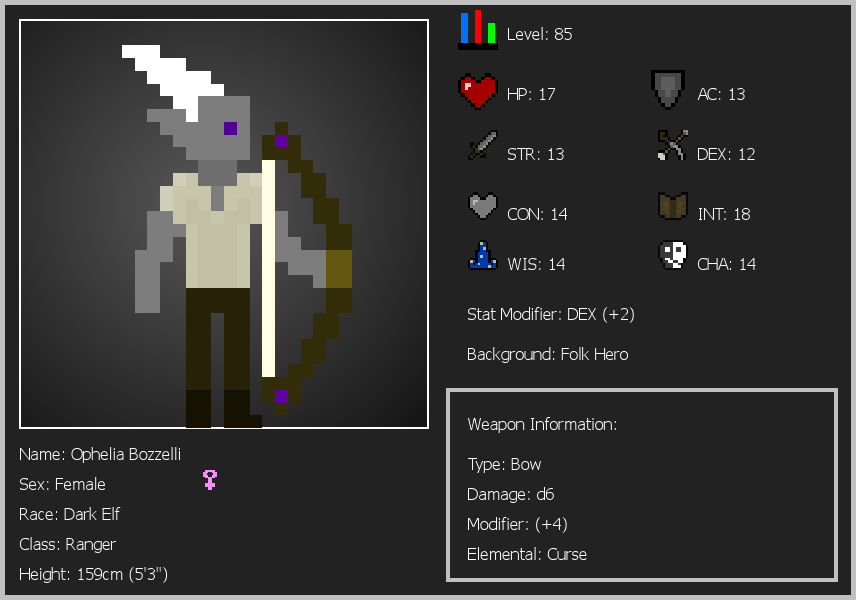 Level: 85
HP: 17
AC: 13
STR: 13
DEX: 12
CON: 14
INT: 18
WIS: 14
CHA: 14
Stat Modifier: DEX (+2)
Background: Folk Hero
Weapon Information:
Type: Bow
Damage: d6
Modifier: (+4)
Elemental: Curse
Name: Ophelia Bozzelli
Sex: Female
Race: Dark Elf
Class: Ranger
Height: 159cm (5'3")